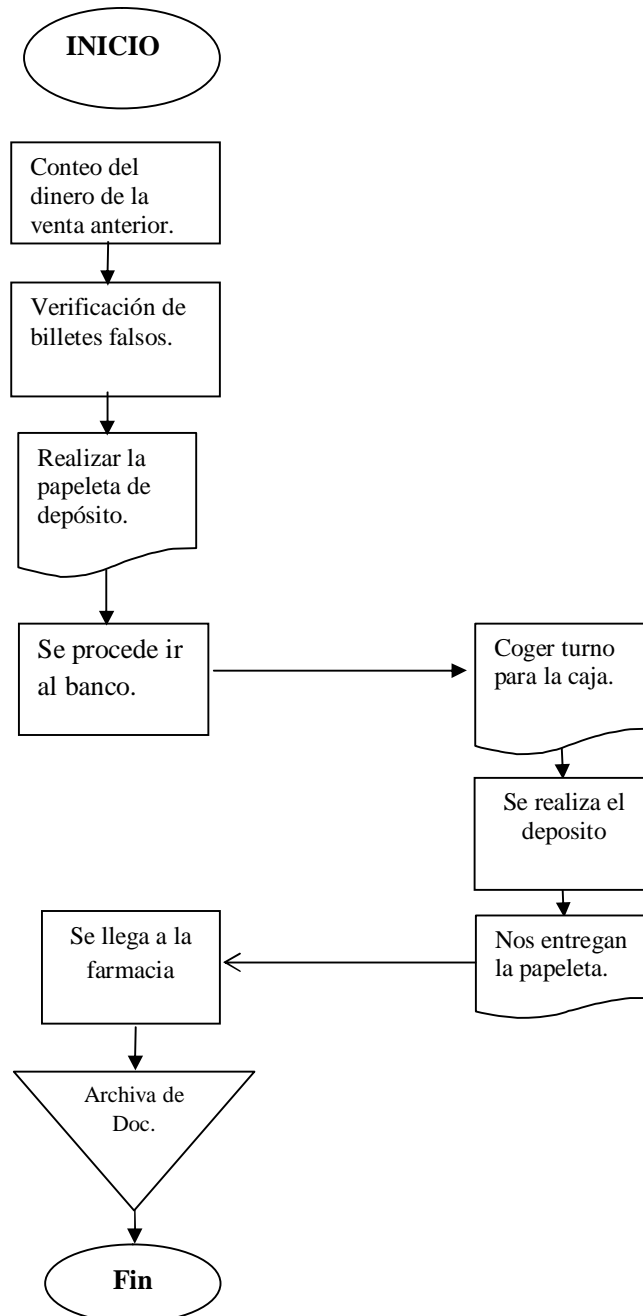 INICIO
Conteo del
dinero de la
venta anterior.
Verificación de
billetes falsos.
Realizar la
papeleta de
depósito.
Se procede ir
al banco.
Coger turno
para la caja.
Se realiza el
deposito
Nos entregan
la papeleta.
Se llega a la
farmacia
Archiva de
Doc.
Fin